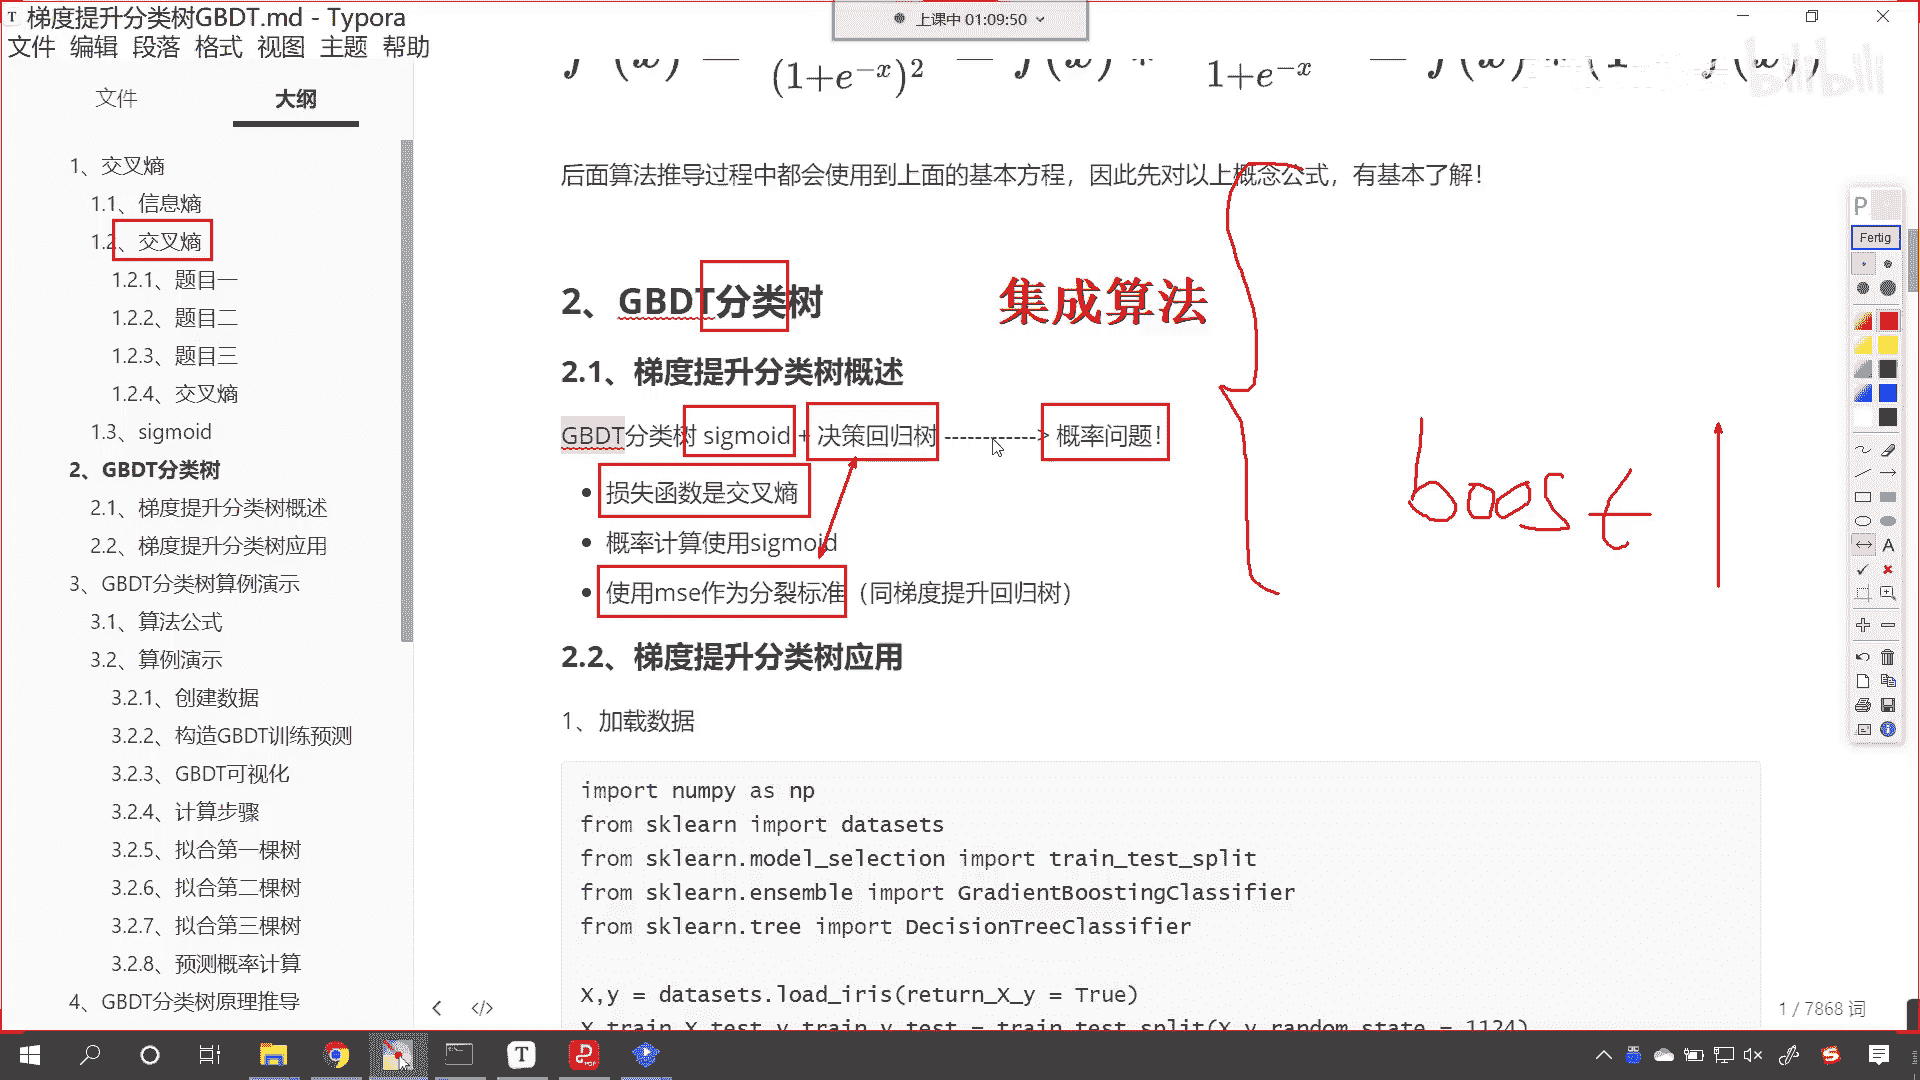 梯度提升分类树GBDT.md - Typora
上课中 01:09:50
文件 编辑 段落 格式 视图 主题 帮助
文件 大纲
1、交叉熵
1.1、信息熵
1.2、交叉熵
1.2.1、题目一
1.2.2、题目二
1.2.3、题目三
1.2.4、交叉熵
1.3、sigmoid
2、GBDT分类树
2.1、梯度提升分类树概述
2.2、梯度提升分类树应用
3、GBDT分类树算例演示
3.1、算法公式
3.2、算例演示
3.2.1、创建数据
3.2.2、构造GBDT训练预测
3.2.3、GBDT可视化
3.2.4、计算步骤
3.2.5、拟合第一棵树
3.2.6、拟合第二棵树
3.2.7、拟合第三棵树
3.2.8、预测概率计算
4、GBDT分类树原理推导
bilibili
后面算法推导过程中都会使用到上面的基本方程，因此先对以上概念公式，有基本了解！
2、GBDT分类树
集成算法
2.1、梯度提升分类树概述
GBDT分类树 sigmoid + 决策回归树 ------------> 概率问题！
• 损失函数是交叉熵
• 概率计算使用sigmoid
• 使用mse作为分裂标准（同梯度提升回归树）
boost
2.2、梯度提升分类树应用
1、加载数据
import numpy as np
from sklearn import datasets
from sklearn.model_selection import train_test_split
from sklearn.ensemble import GradientBoostingClassifier
from sklearn.tree import DecisionTreeClassifier
X,y = datasets.load_iris(return_X_y = True)
X_train,X_test,y_train,y_test = train_test_split(X,y,random_state = 1124)
1 / 7868 词
P
Fertig
A